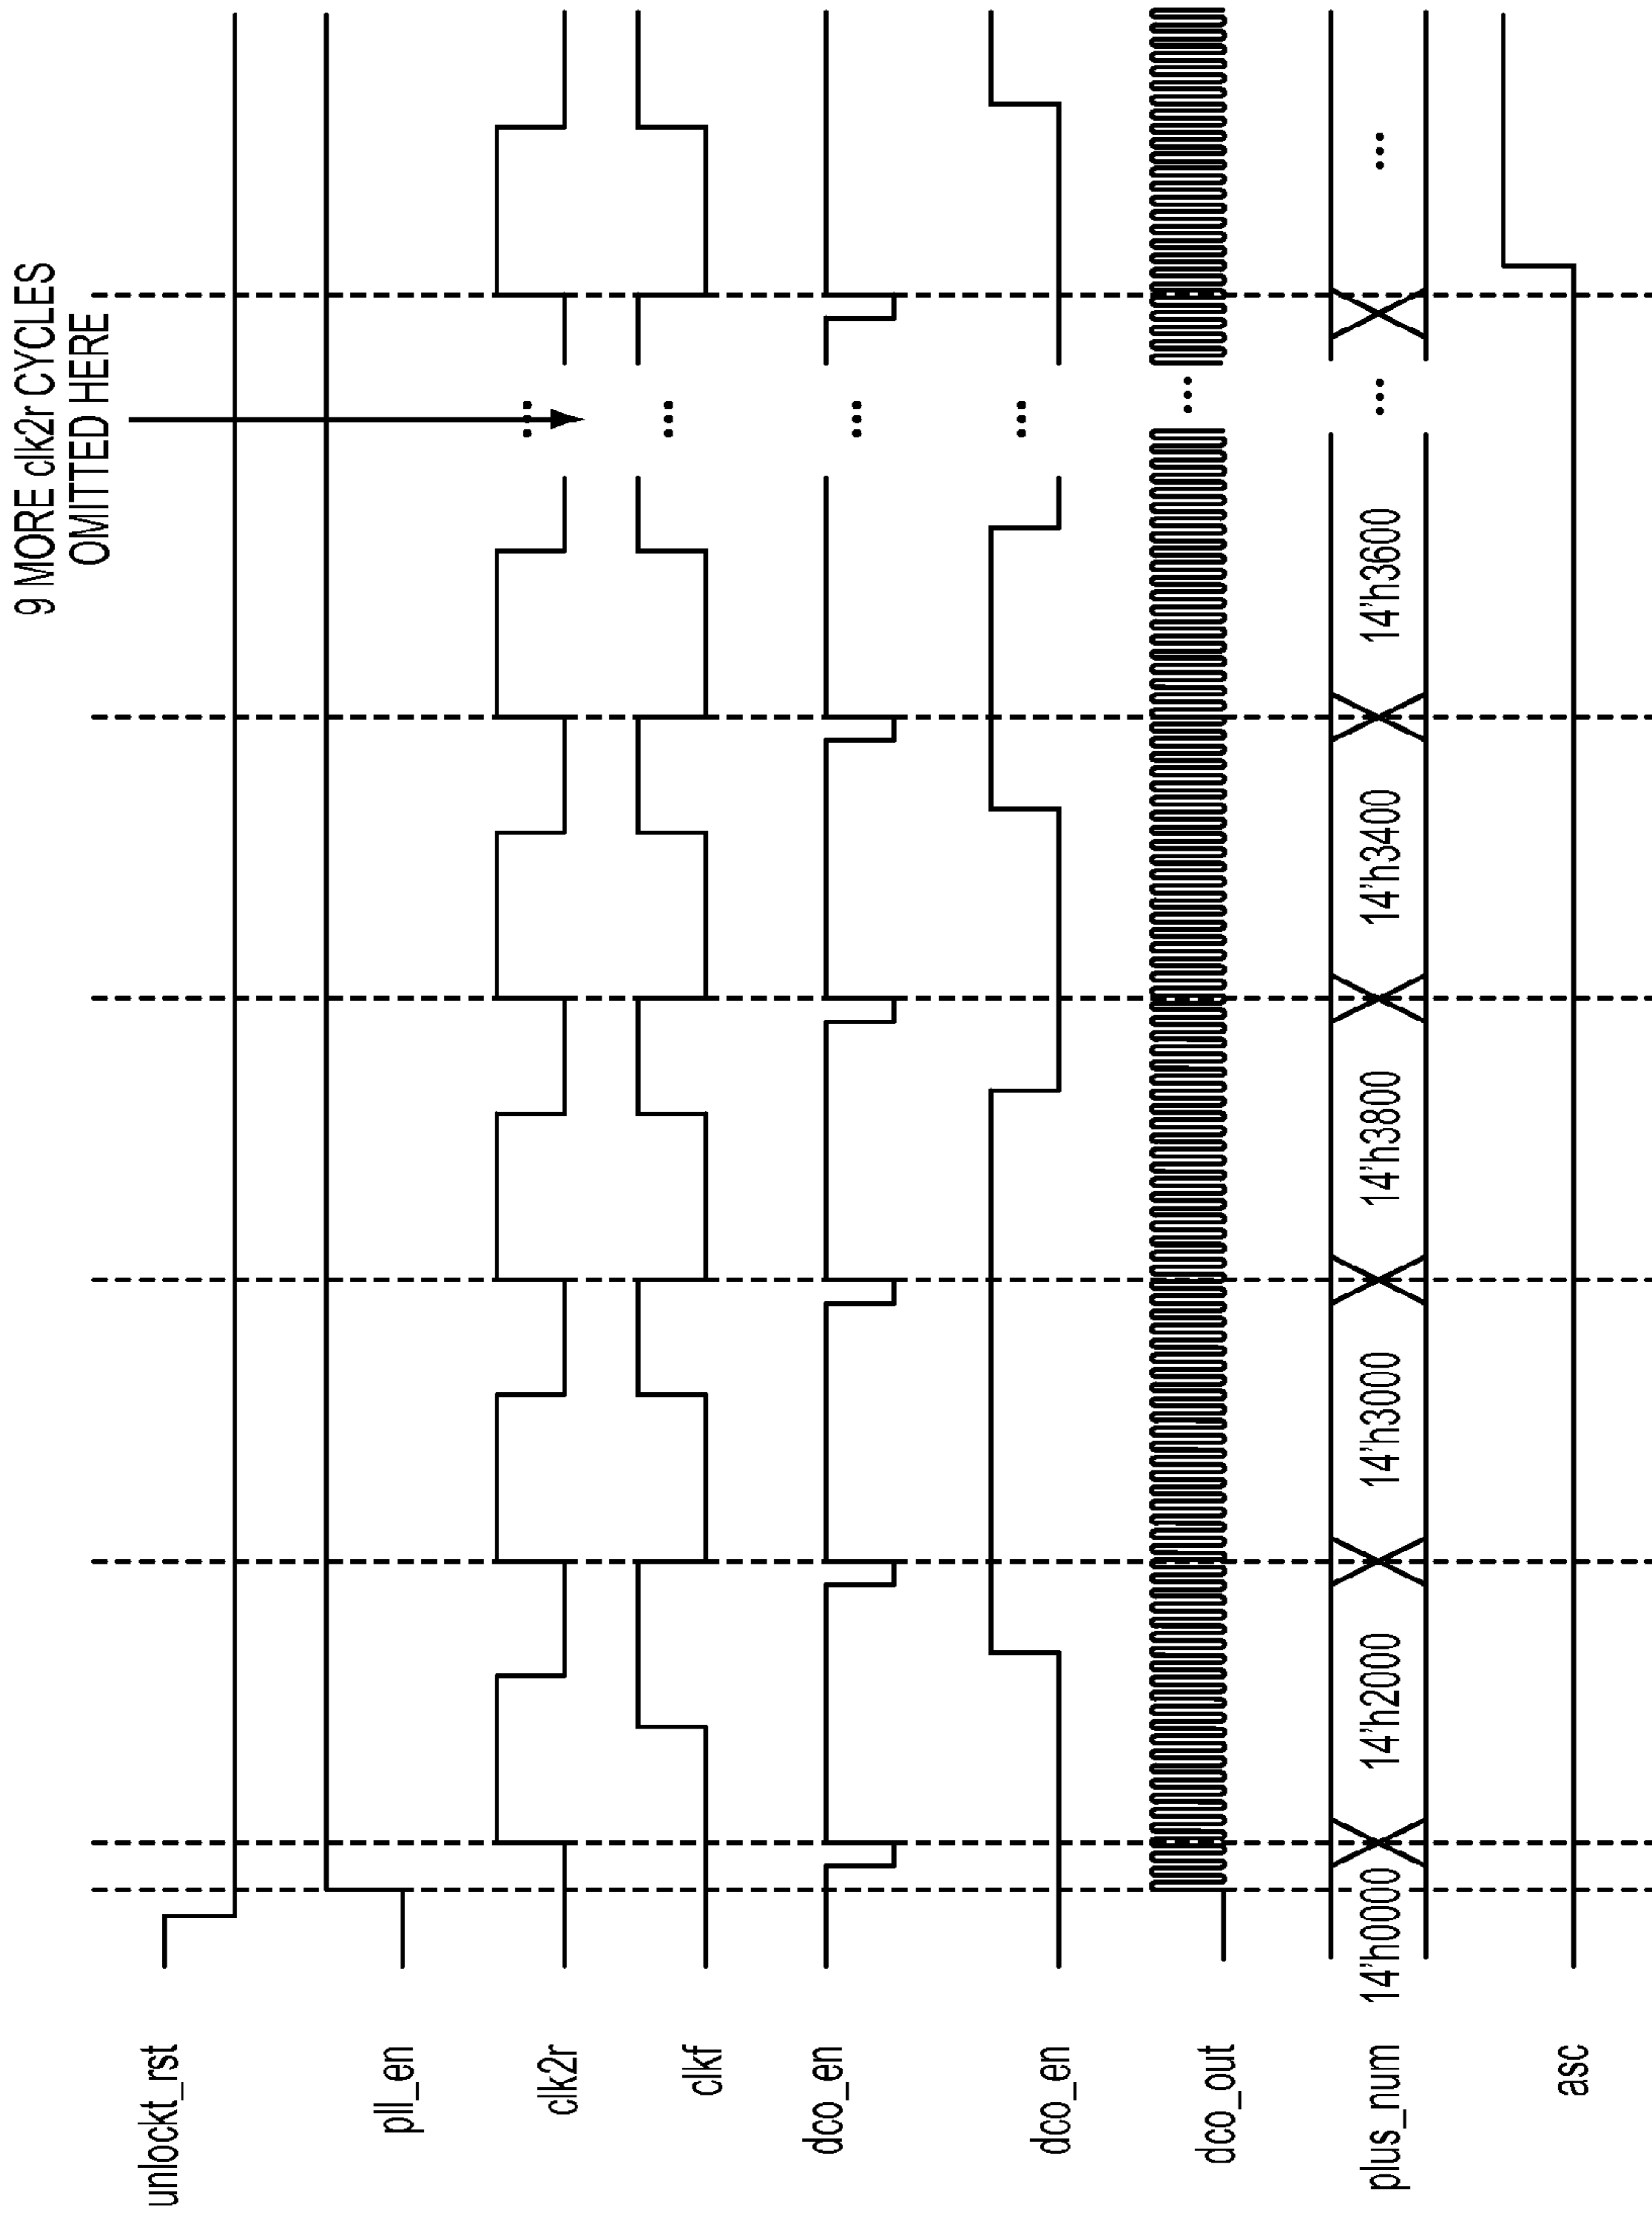 9 MORE clk2r CYCLES
OMITTED HERE
unlockt_rst
pll_en
clk2r
clkf
dco_en
dco_en
dco_out
plus_num
14'h0000
14'h2000
14'h3000
14'h3800
14'h3400
14'h3600
asc